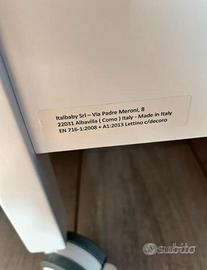 Italbaby Srl – Via Padre Meroni, 8
22031 Albavilla ( Como ) Italy - Made in Italy
EN 716-1:2008 + A1:2013 Lettino c/decoro
subito